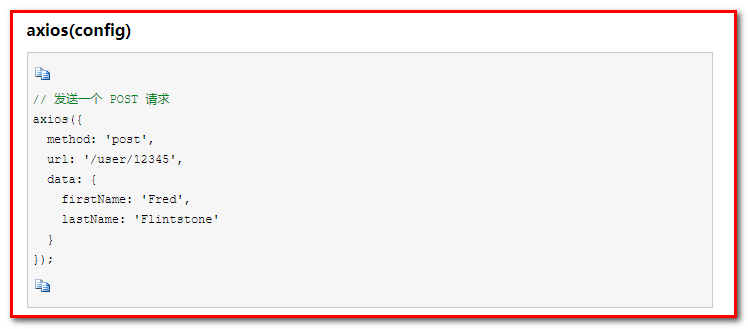 axios(config)
// 发送一个 POST 请求
axios({
  method: 'post',
  url: '/user/12345',
  data: {
    firstName: 'Fred',
    lastName: 'Flintstone'
  }
});